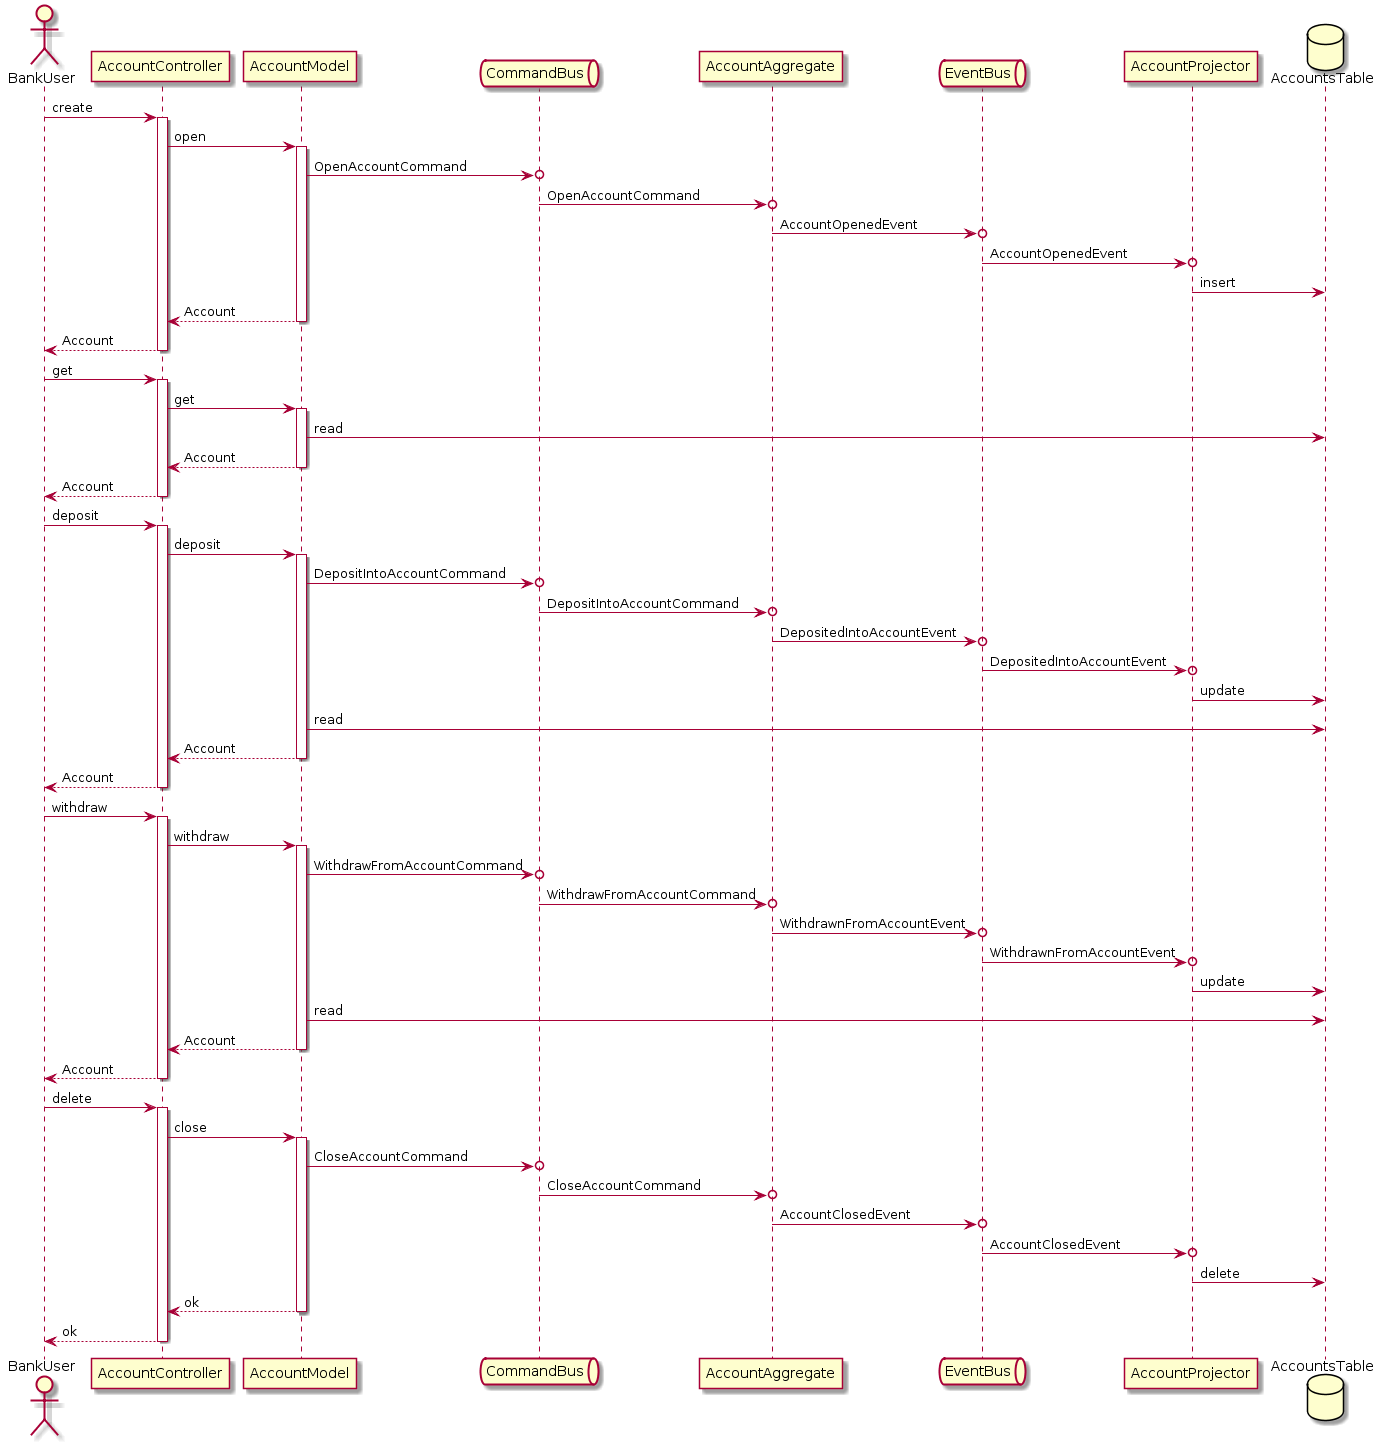 BankUser
AccountController
AccountModel
CommandBus
AccountAggregate
EventBus
AccountProjector
AccountsTable
create
open
OpenAccountCommand
OpenAccountCommand
AccountOpenedEvent
AccountOpenedEvent
insert
Account
Account
get
get
read
Account
Account
deposit
deposit
DepositIntoAccountCommand
DepositIntoAccountCommand
DepositedIntoAccountEvent
DepositedIntoAccountEvent
update
read
Account
Account
withdraw
withdraw
WithdrawFromAccountCommand
WithdrawFromAccountCommand
WithdrawnFromAccountEvent
WithdrawnFromAccountEvent
update
read
Account
Account
delete
close
CloseAccountCommand
CloseAccountCommand
AccountClosedEvent
AccountClosedEvent
delete
ok
ok
BankUser
AccountController
AccountModel
CommandBus
AccountAggregate
EventBus
AccountProjector
AccountsTable